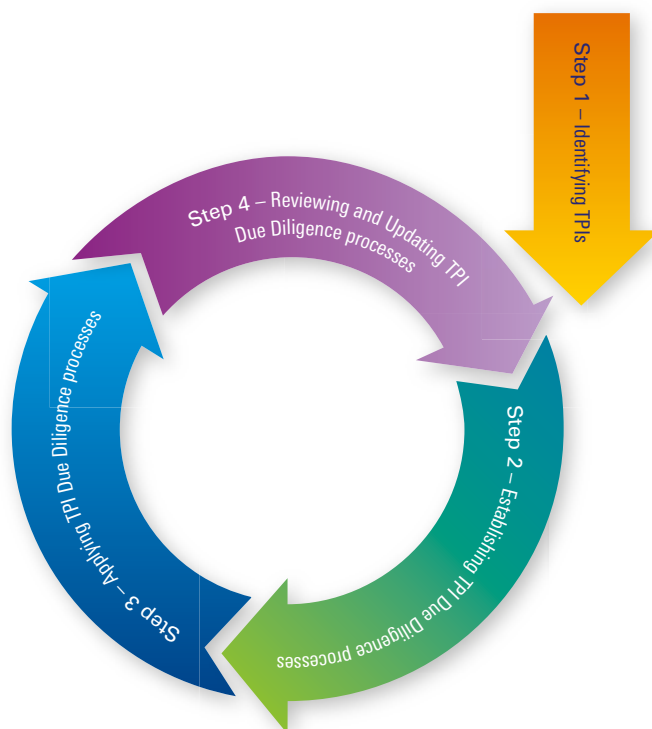 Step 1 – Identifying TPIs
Step 2 – Establishing TPI Due Diligence processes
Step 3 – Applying TPI Due Diligence processes
Step 4 – Reviewing and Updating TPI
Due Diligence processes